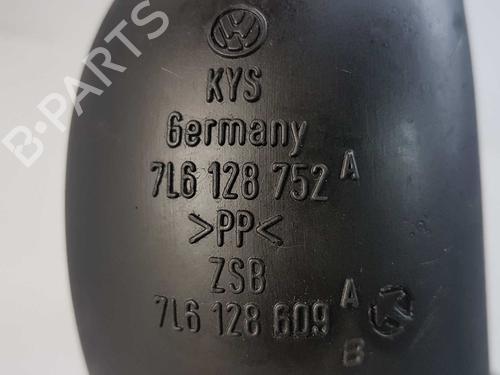 KYS
Germany
7L6 128 752 A
>PP<
ZSB
7L6 128 609 A
B
B-PARTS